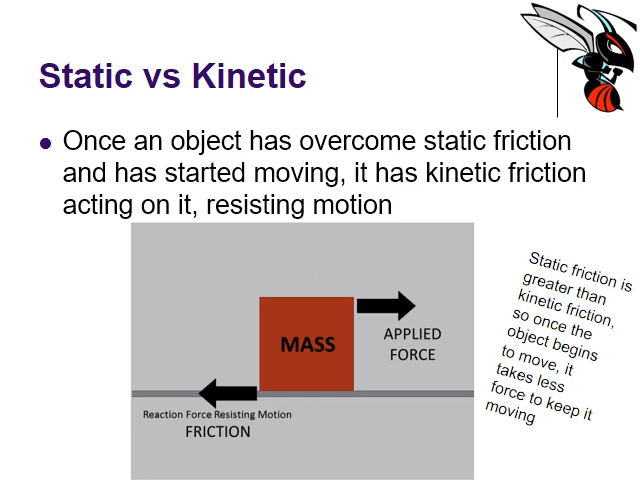 Static vs Kinetic
Once an object has overcome static friction
and has started moving, it has kinetic friction
acting on it, resisting motion
MASS
APPLIED
FORCE
Reaction Force Resisting Motion
FRICTION
Static friction is
greater than
kinetic friction,
so once the
object begins
to move, it
takes less
force to keep it
moving